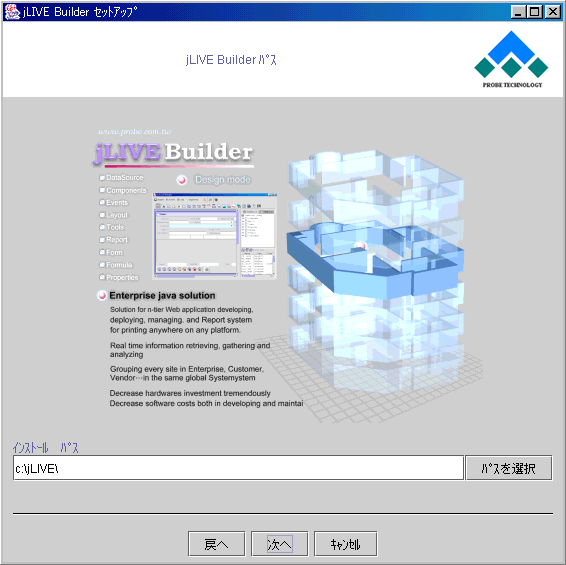 jLIVE Builder ｾｯﾄｱｯﾌﾟ
jLIVE Builder ﾊﾟｽ
PROBE TECHNOLOGY
www.probe.com.tw
jLIVE Builder
Design mode
DataSource
Components
Events
Layout
Tools
Report
Form
Formula
Properties
Enterprise java solution
Solution for n-tier Web application developing,
deploying, managing, and Report system
for printing anywhere on any platform.
Real time information retrieving, gathering and
analyzing
Grouping every site in Enterprise, Customer,
Vendor…in the same global Systemystem
Decrease hardwares investment tremendously
Decrease software costs both in developing and maintai
ｲﾝｽﾄｰﾙ ﾊﾟｽ
c:\jLIVE\
ﾊﾟｽを選択
戻へ
次へ
ｷｬﾝｾﾙ